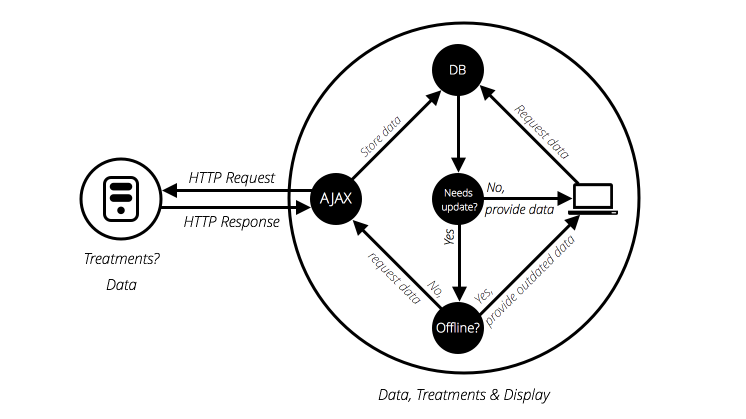 DB
Store data
Request data
HTTP Request
AJAX
Needs
update?
No,
provide data
HTTP Response
Yes
Treatments?
Data
No,
request data
Yes,
provide outdated data
Offline?
Data, Treatments & Display